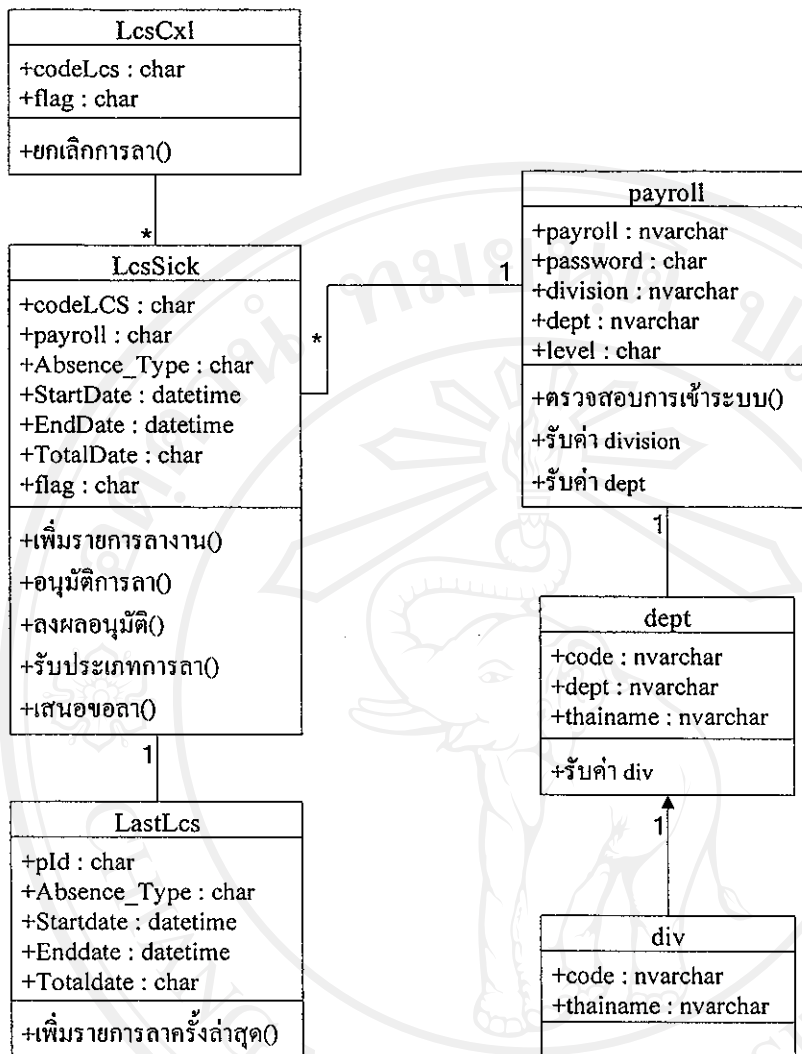 LcsCxl
+codeLcs : char
+flag : char
+ยกเลิกการลา()
*
LcsSick
+codeLCS : char
+payroll : char
+Absence_Type : char
+StartDate : datetime
+EndDate : datetime
+TotalDate : char
+flag : char
+เพิ่มรายการลางาน()
+อนุมัติการลา()
+ลงผลอนุมัติ()
+รับประเภทการลา()
+เสนอขอลา()
*
1
1
LastLcs
+pId : char
+Absence_Type : char
+Startdate : datetime
+Enddate : datetime
+Totaldate : char
+เพิ่มรายการลาครั้งล่าสุด()
payroll
+payroll : nvarchar
+password : char
+division : nvarchar
+dept : nvarchar
+level : char
+ตรวจสอบการเข้าระบบ()
+รับค่า division
+รับค่า dept
1
dept
+code : nvarchar
+dept : nvarchar
+thainame : nvarchar
+รับค่า div
1
div
+code : nvarchar
+thainame : nvarchar